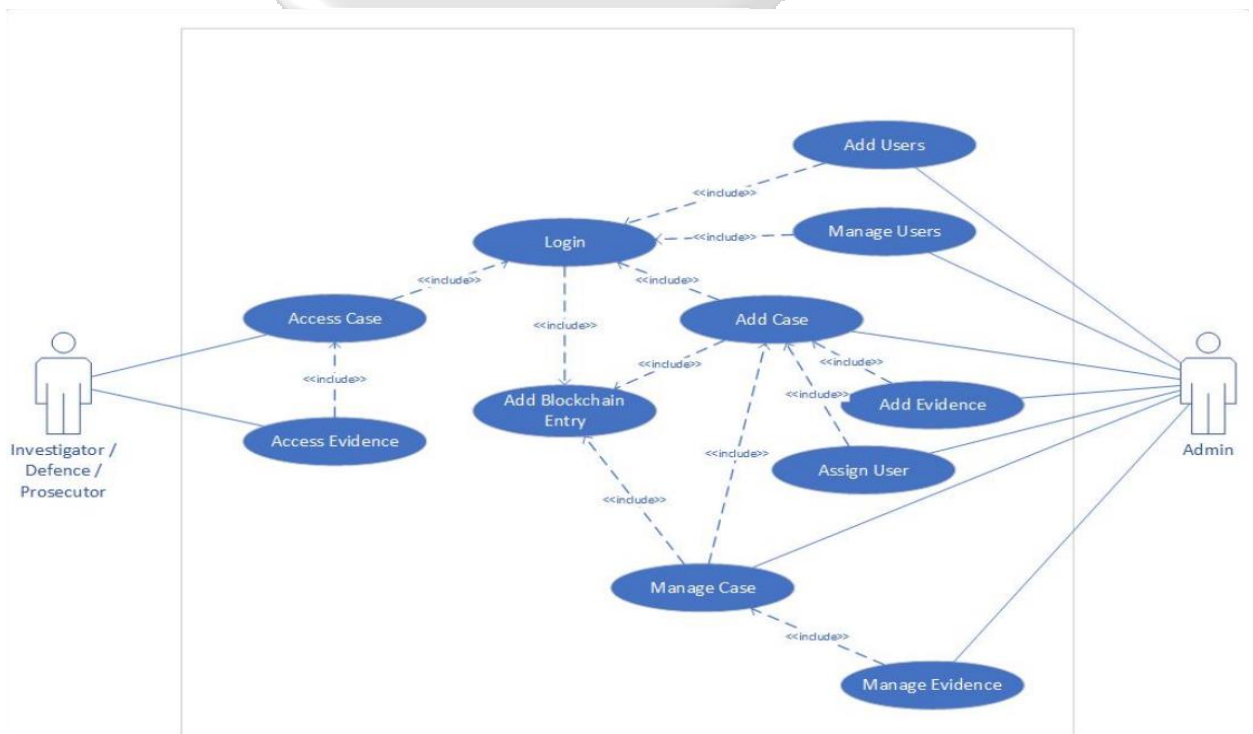 Add Users
<<include>>
Manage Users
<<include>>
Login
<<include>>
<<include>>
Access Case
Add Case
<<include>>
<<include>>
<<include>>
<<include>>
Add Blockchain
Entry
<<include>>
Add Evidence
Access Evidence
Investigator /
Defence /
Prosecutor
Admin
<<include>>
Assign User
<<include>>
Manage Case
<<include>>
Manage Evidence